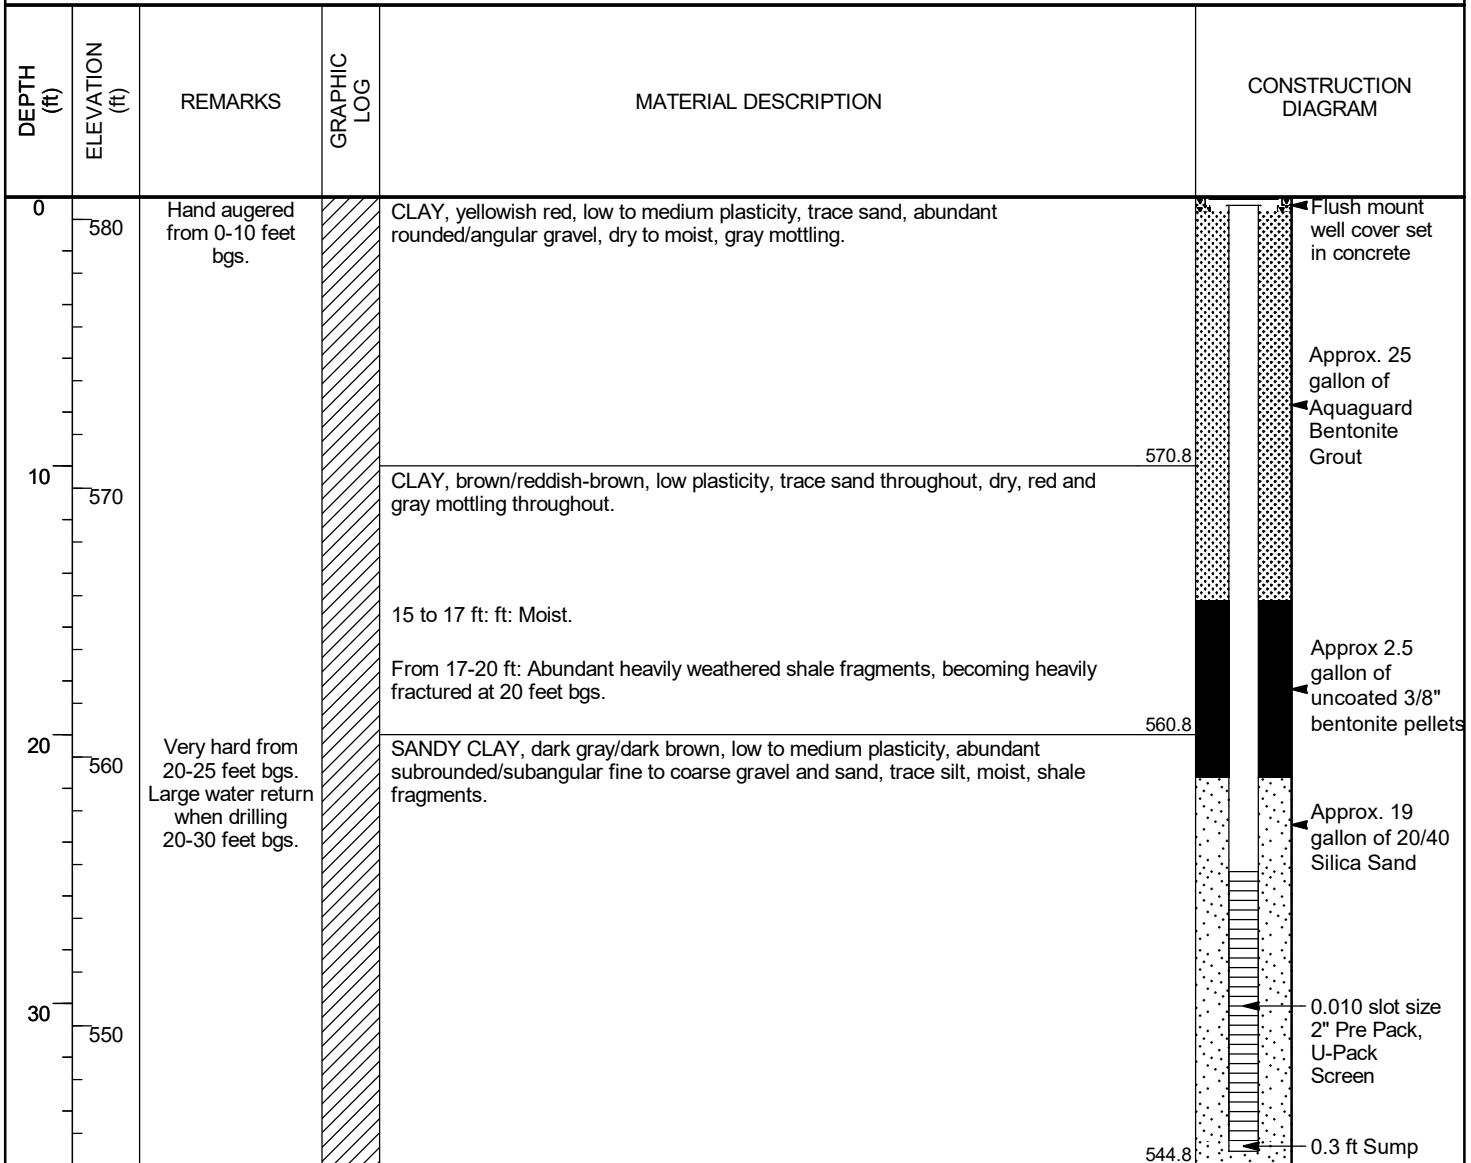 DEPTH
(ft)
ELEVATION
(ft)
REMARKS
GRAPHIC
LOG
MATERIAL DESCRIPTION
CONSTRUCTION
DIAGRAM
0
580
Hand augered
from 0-10 feet
bgs.
CLAY, yellowish red, low to medium plasticity, trace sand, abundant
rounded/angular gravel, dry to moist, gray mottling.
Flush mount
well cover set
in concrete
Approx. 25
gallon of
Aquaguard
Bentonite
Grout
570.8
10
570
CLAY, brown/reddish-brown, low plasticity, trace sand throughout, dry, red and
gray mottling throughout.
15 to 17 ft: ft: Moist.
From 17-20 ft: Abundant heavily weathered shale fragments, becoming heavily
fractured at 20 feet bgs.
Approx 2.5
gallon of
uncoated 3/8"
bentonite pellets
560.8
20
560
Very hard from
20-25 feet bgs.
Large water return
when drilling
20-30 feet bgs.
SANDY CLAY, dark gray/dark brown, low to medium plasticity, abundant
subrounded/subangular fine to coarse gravel and sand, trace silt, moist, shale
fragments.
Approx. 19
gallon of 20/40
Silica Sand
30
550
0.010 slot size
2" Pre Pack,
U-Pack
Screen
0.3 ft Sump
544.8